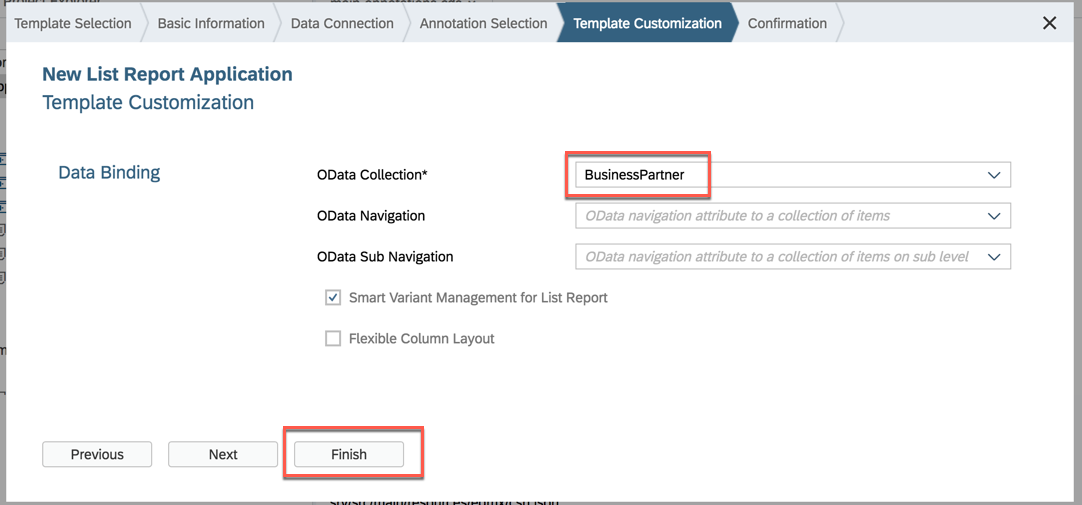 Template Selection
Basic Information
Data Connection
Annotation Selection
Template Customization
Confirmation
New List Report Application
Template Customization
Data Binding
OData Collection*
BusinessPartner
OData Navigation
OData navigation attribute to a collection of items
OData Sub Navigation
OData navigation attribute to a collection of items on sub level
Smart Variant Management for List Report
Flexible Column Layout
Previous
Next
Finish